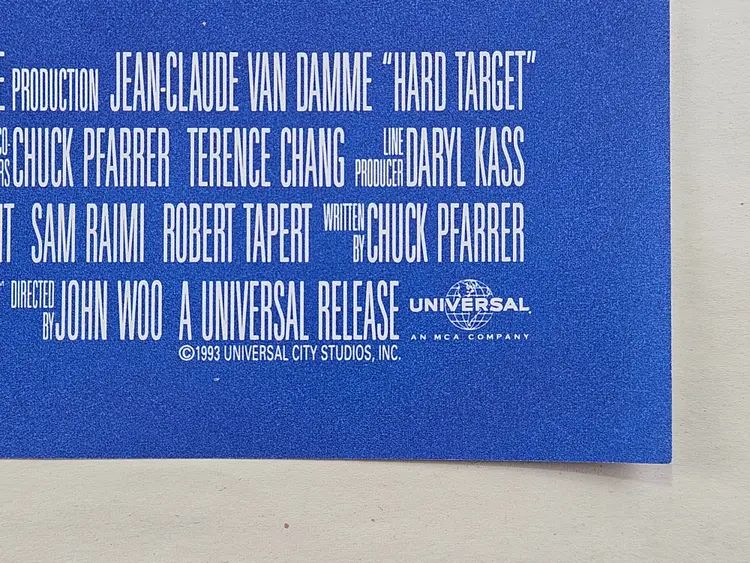 E PRODUCTION JEAN-CLAUDE VAN DAMME “HARD TARGET”
CO-
RS CHUCK PFARRER TERENCE CHANG LINE PRODUCER DARYL KASS
SAM RAIMI ROBERT TAPERT WRITTEN BY CHUCK PFARRER
DIRECTED BY JOHN WOO A UNIVERSAL RELEASE UNIVERSAL
AN MCA COMPANY
©1993 UNIVERSAL CITY STUDIOS, INC.